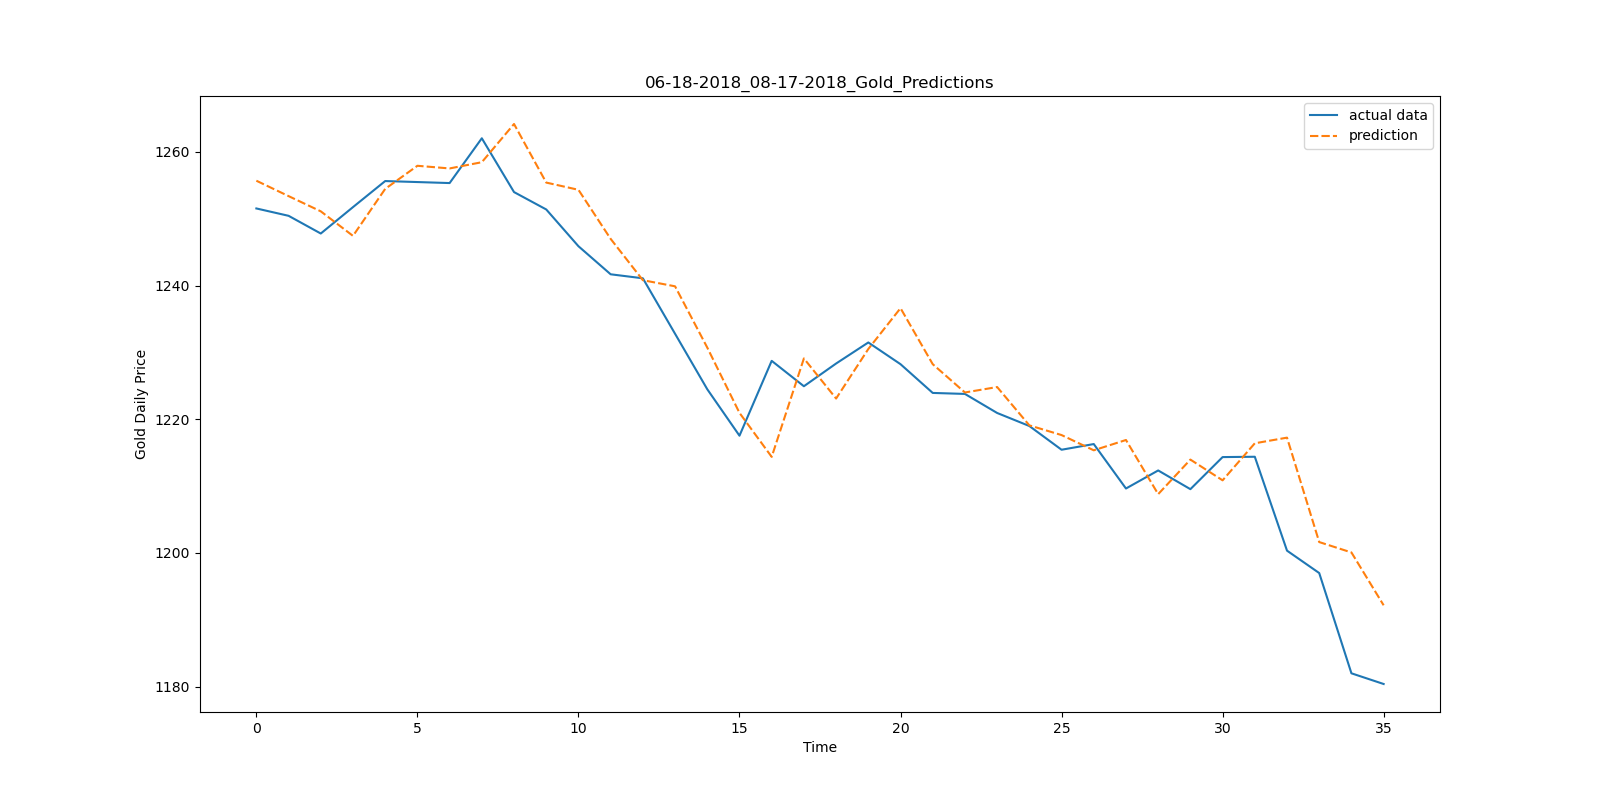 06-18-2018_08-17-2018_Gold_Predictions
actual data
prediction
Gold Daily Price
1260
1240
1220
1200
1180
0 5 10 15 20 25 30 35
Time